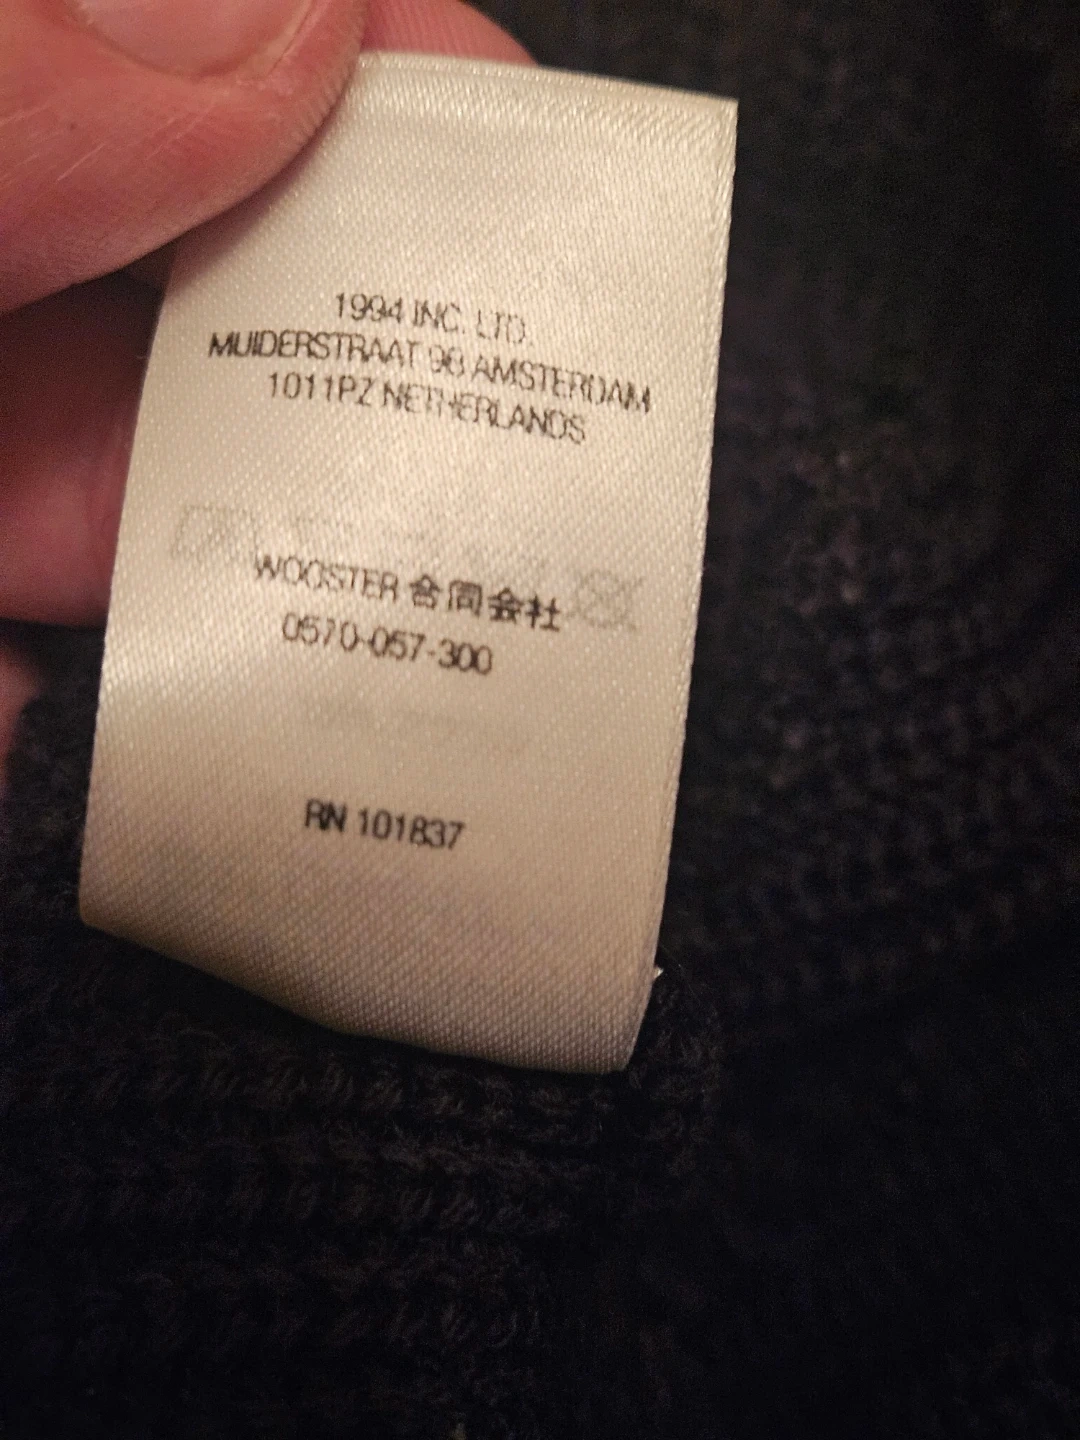 1994 INC. LTD.
MUIDERSTRAAT 98 AMSTERDAM
1011PZ NETHERLANDS
WOOSTER 合同会社
0570-057-300
RN 101837